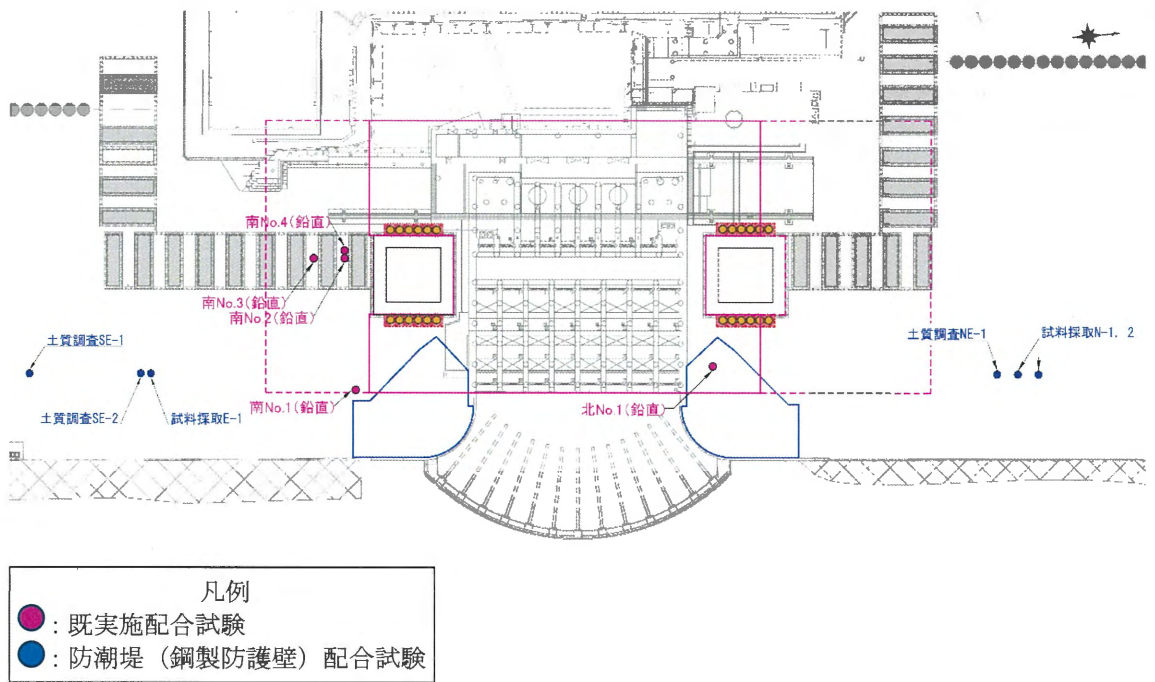 南No.4(鉛直)
南No.3(鉛直)
南No.2(鉛直)
土質調査SE-1
土質調査NE-1
試料採取N-1. 2
土質調査SE-2
試料採取E-1
南No.1(鉛直)
北No.1(鉛直)
凡例
：既実施配合試験
：防潮堤（鋼製防護壁）配合試験